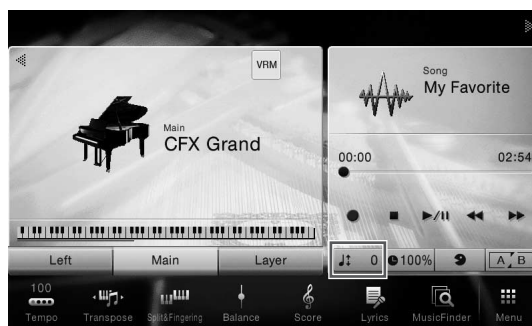 VRM
Main
CFX Grand
Song
My Favorite
00:00
02:54
Left
Main
Layer
0
100%
A B
100
Tempo
Transpose
Split&Fingering
Balance
Score
Lyrics
MusicFinder
Menu